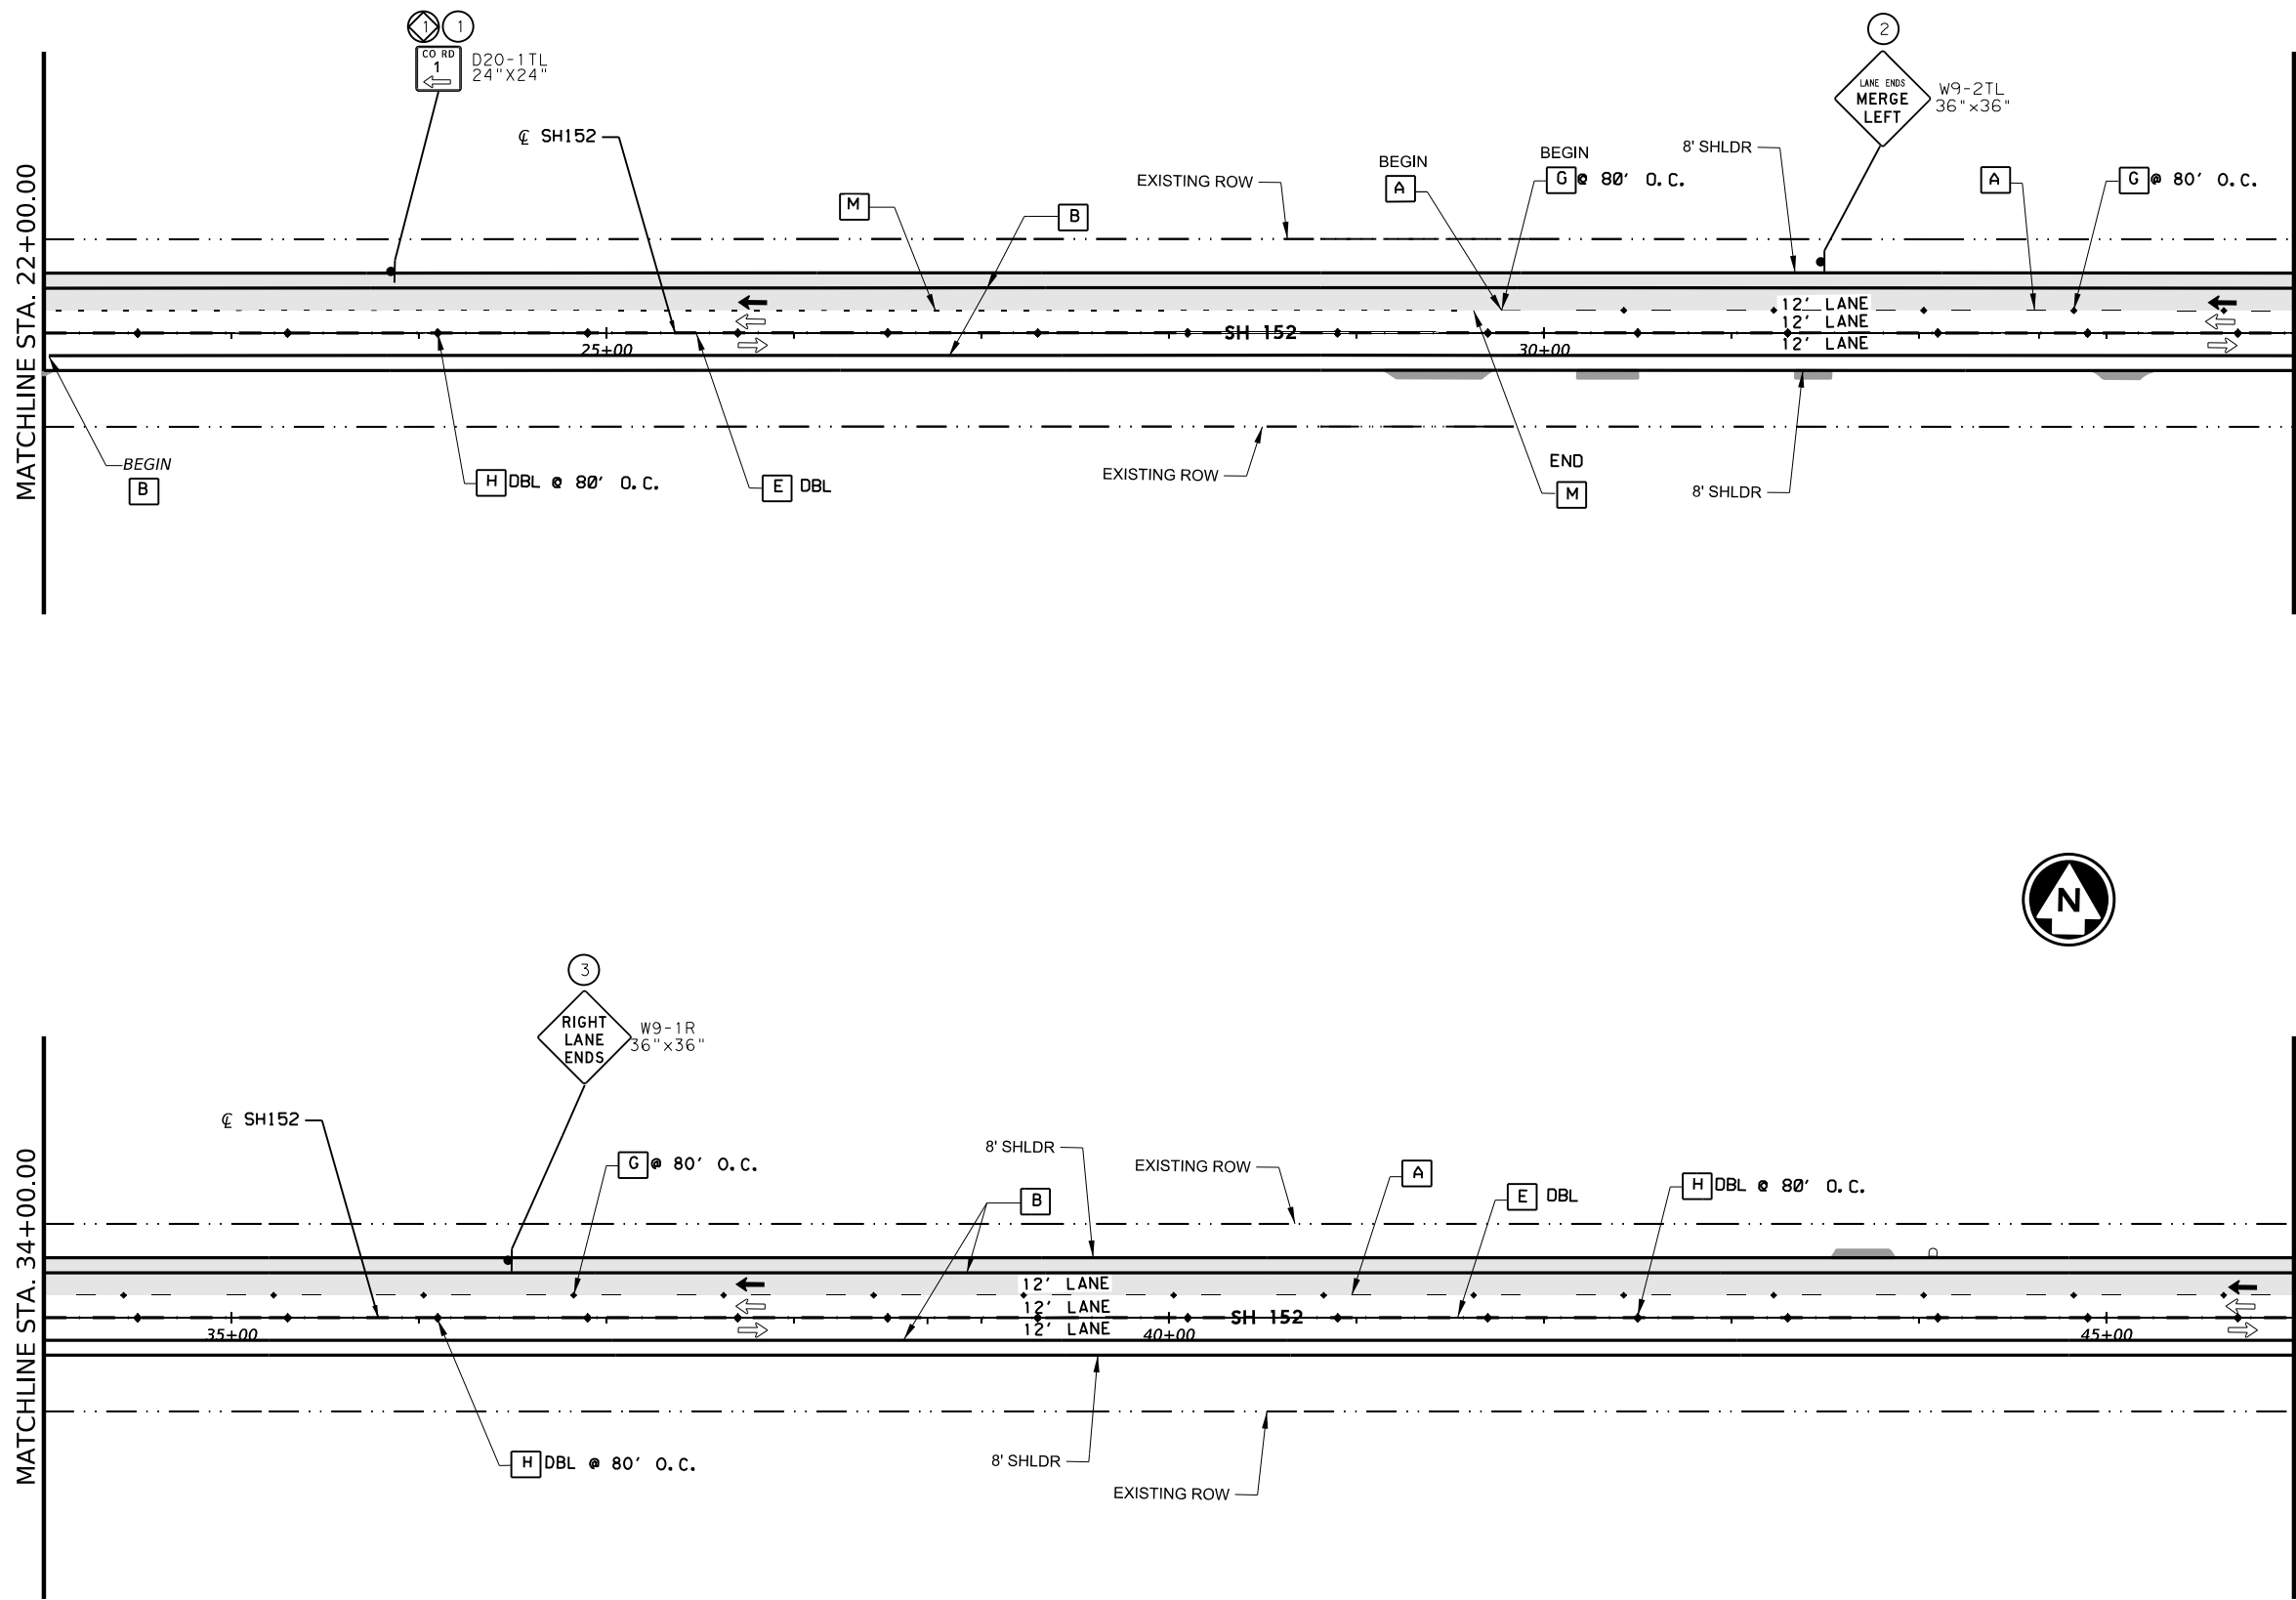 1
1
CO RD
1
D20-1TL
24"X24"
2
LANE ENDS
MERGE
LEFT
W9-2TL
36"x36"
℄ SH152
8' SHLDR
BEGIN
A
BEGIN
G @ 80' O.C.
EXISTING ROW
A
G @ 80' O.C.
M
B
MATCHLINE STA. 22+00.00
12' LANE
12' LANE
12' LANE
SH 152
25+00
30+00
BEGIN
B
H DBL @ 80' O.C.
E DBL
EXISTING ROW
END
M
8' SHLDR
N
3
RIGHT
LANE
ENDS
W9-1R
36"x36"
℄ SH152
G @ 80' O.C.
8' SHLDR
EXISTING ROW
A
B
E DBL
H DBL @ 80' O.C.
MATCHLINE STA. 34+00.00
12' LANE
12' LANE
12' LANE
SH 152
35+00
40+00
45+00
H DBL @ 80' O.C.
8' SHLDR
EXISTING ROW